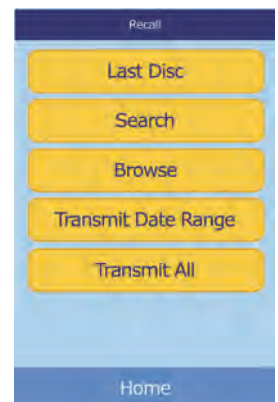 Recall
Last Disc
Search
Browse
Transmit Date Range
Transmit All
Home